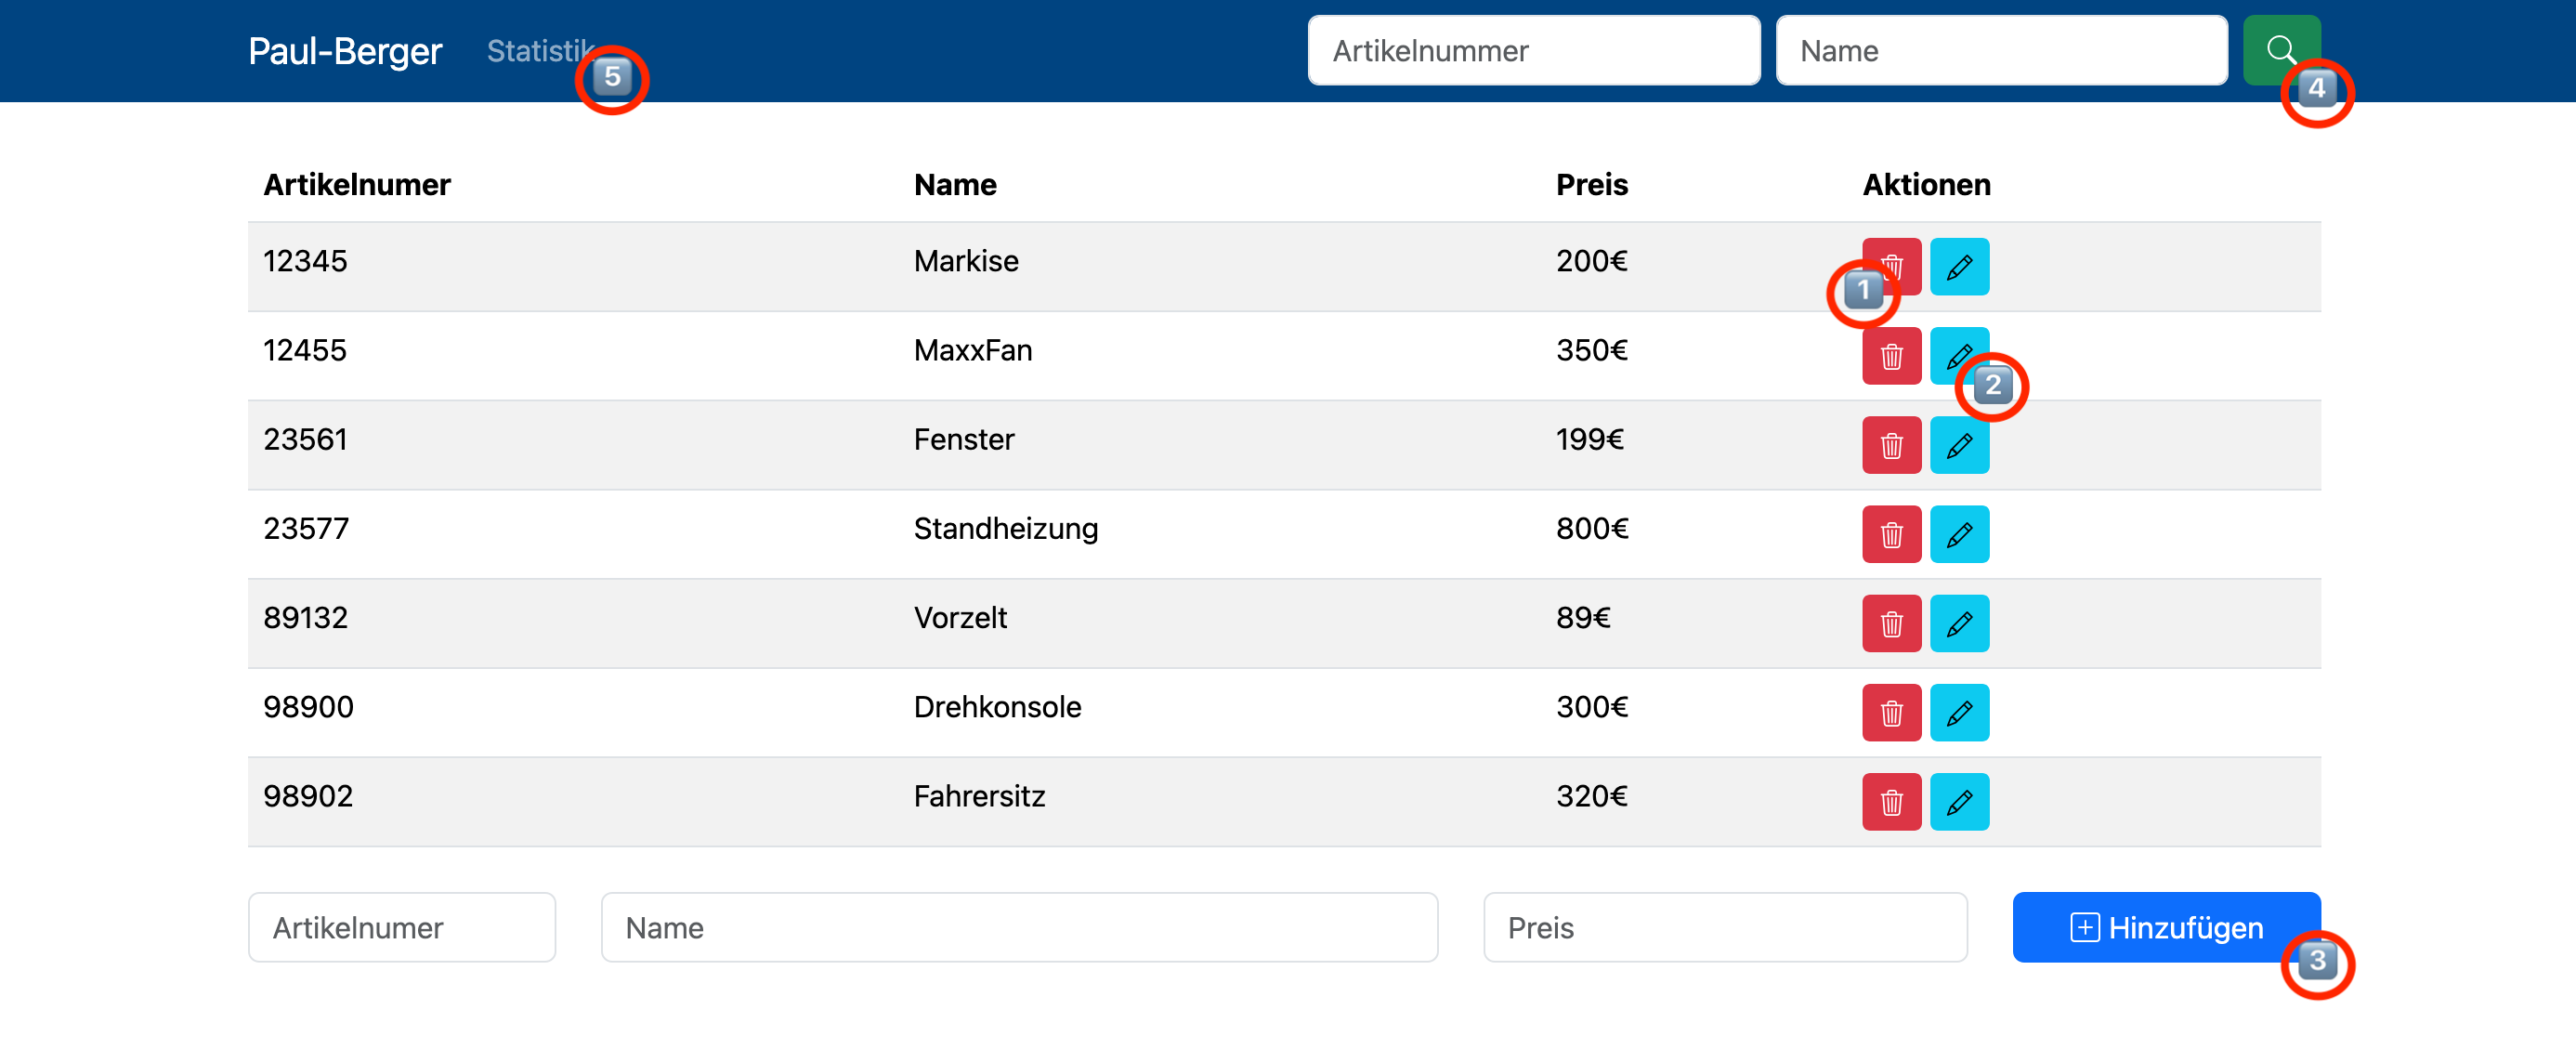 Paul-Berger Statistik 5 Artikelnummer Name 4
Artikelnumer Name Preis Aktionen
12345 Markise 200€ 1
12455 MaxxFan 350€ 2
23561 Fenster 199€
23577 Standheizung 800€
89132 Vorzelt 89€
98900 Drehkonsole 300€
98902 Fahrersitz 320€
Artikelnumer Name Preis Hinzufügen 3